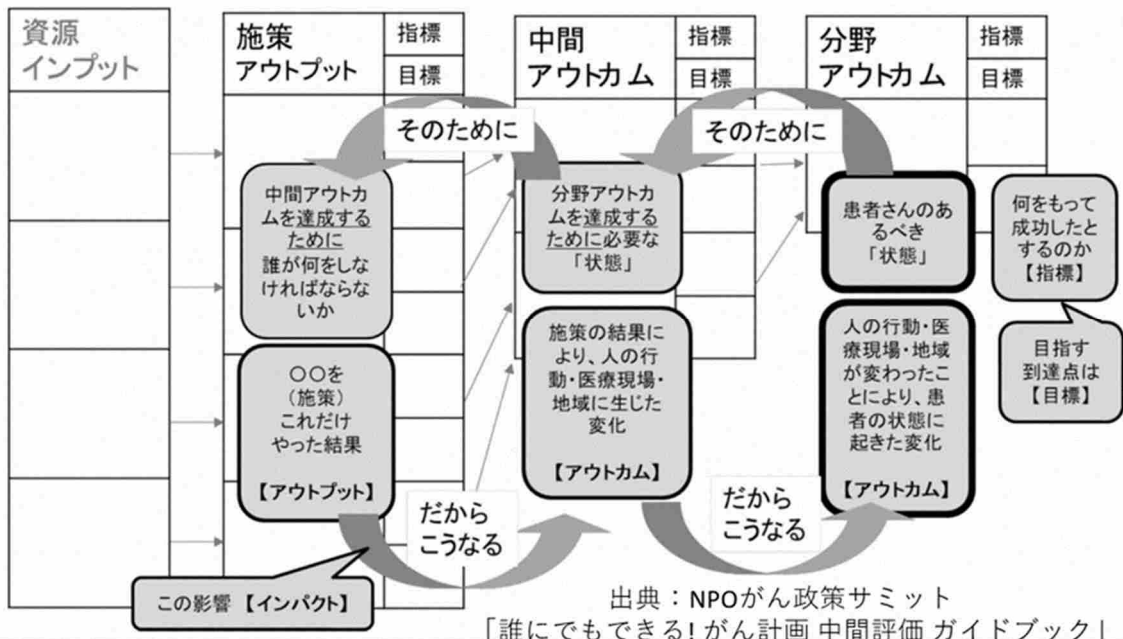 資源
インプット
施策
アウトプット
指標
目標
中間
アウトカム
指標
目標
分野
アウトカム
指標
目標
そのために
そのために
中間アウトカ
ムを達成する
ために
誰が何をしな
ければならな
いか
分野アウトカ
ムを達成する
ために必要な
「状態」
患者さんのあ
るべき
「状態」
何をもって
成功したと
するのか
【指標】
〇〇を
(施策)
これだけ
やった結果
【アウトプット】
施策の結果に
より、人の行
動・医療現場・
地域に生じた
変化
【アウトカム】
人の行動・医
療現場・地域
が変わったこ
とにより、患
者の状態に
起きた変化
【アウトカム】
目指す
到達点は
【目標】
だから
こうなる
だから
こうなる
この影響 【インパクト】
出典：NPOがん政策サミット
「誰にでもできる! がん計画 中間評価 ガイドブック」